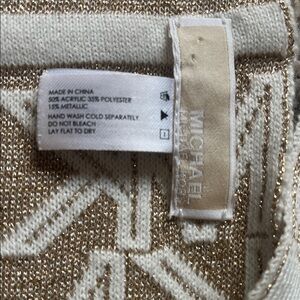 MADE IN CHINA
50% ACRYLIC 35% POLYESTER
15% METALLIC
HAND WASH COLD SEPARATELY
DO NOT BLEACH
LAY FLAT TO DRY
MICHAEL